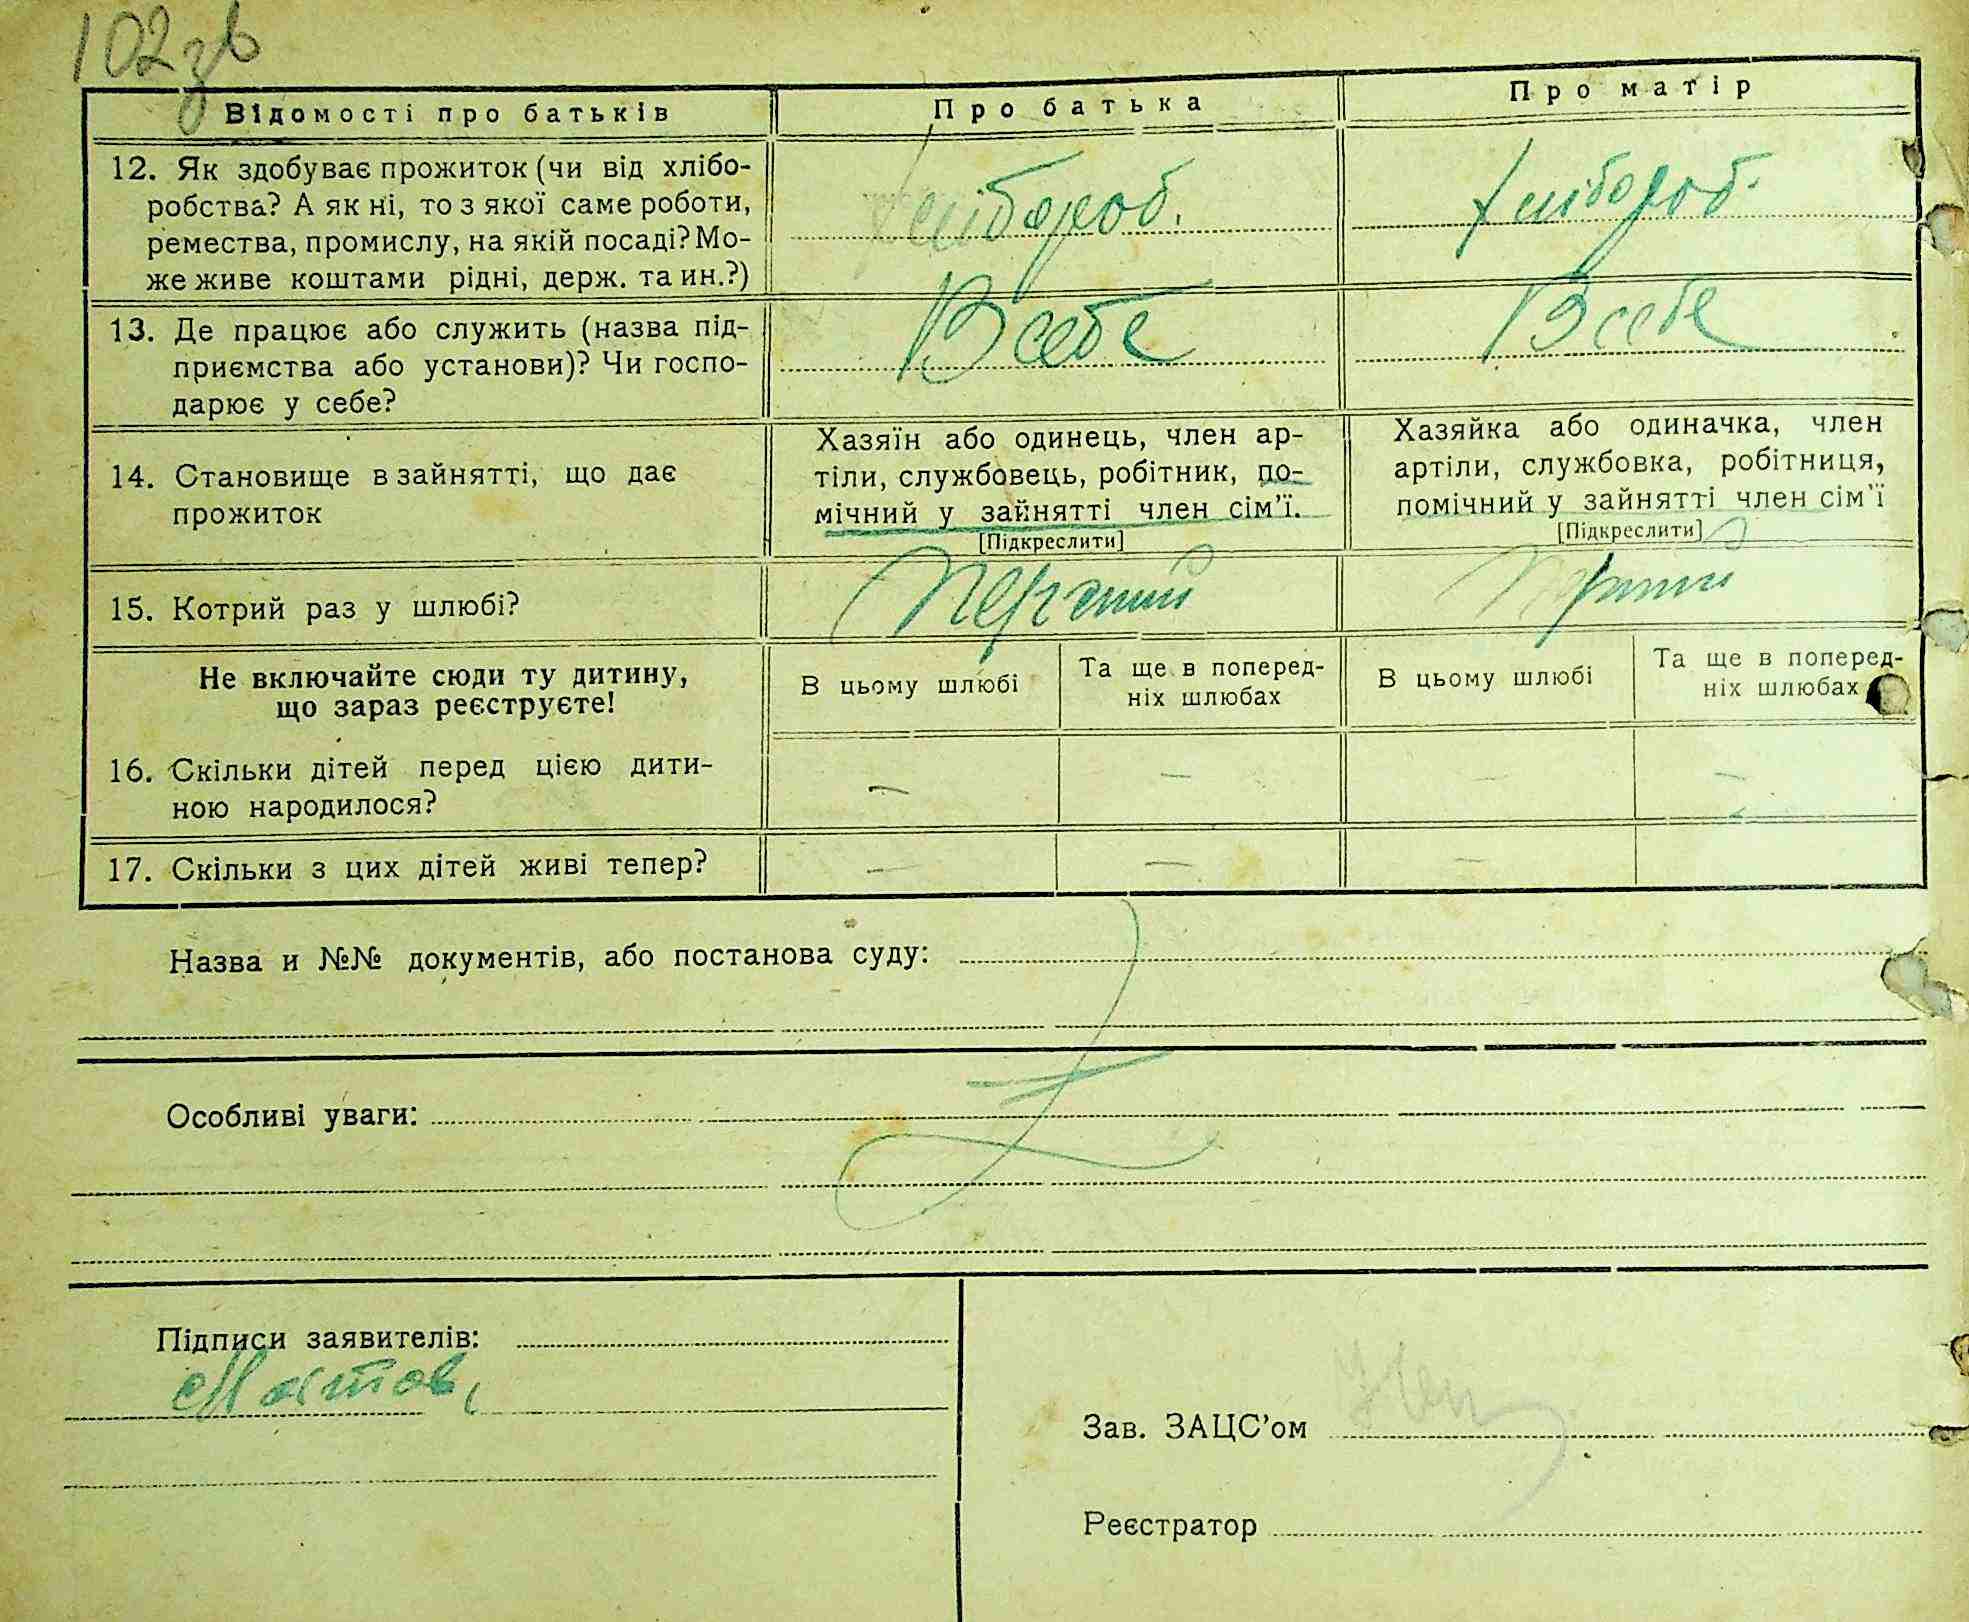 102зв
Відомості про батьків
Про батька
Про матір
12. Як здобуває прожиток (чи від хлібо-
робства? А як ні, то з якої саме роботи,
ремества, промислу, на якій посаді? Мо-
же живе коштами рідні, держ. та ин.?)
Хлібороб.
Хлібороб.
13. Де працює або служить (назва під-
приємства або установи)? Чи госпо-
дарює у себе?
В себе
В себе
14. Становище в зайнятті, що дає
прожиток
Хазяїн або одинець, член ар-
тіли, службовець, робітник, по-
мічний у зайнятті член сім’ї.
[Підкреслити]
Хазяйка або одиначка, член
артіли, службовка, робітниця,
помічний у зайнятті член сім’ї
[Підкреслити]
15. Котрий раз у шлюбі?
Перший
Перший
Не включайте сюди ту дитину,
що зараз реєструєте!
В цьому шлюбі
Та ще в поперед-
ніх шлюбах
В цьому шлюбі
Та ще в поперед-
ніх шлюбах
16. Скільки дітей перед цією дити-
ною народилося?
— — — —
17. Скільки з цих дітей живі тепер?
— — —
Назва и №№ документів, або постанова суду:
Особливі уваги:
Підписи заявителів:
Зав. ЗАЦС’ом
Реєстратор